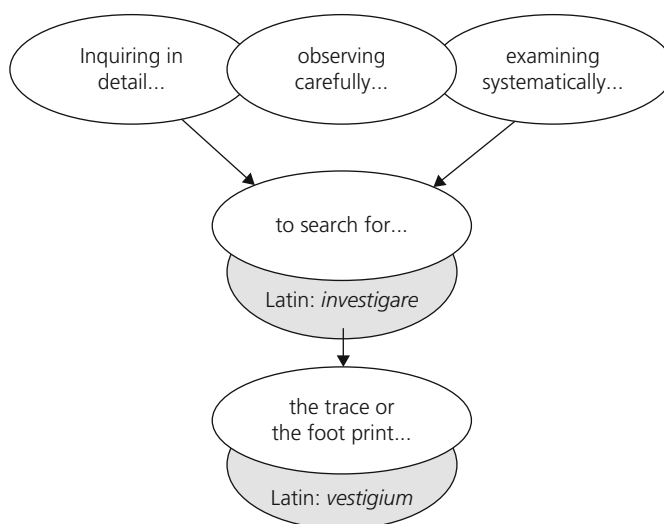 Inquiring in
detail...
observing
carefully...
examining
systematically...
to search for...
Latin: investigare
the trace or
the foot print...
Latin: vestigium